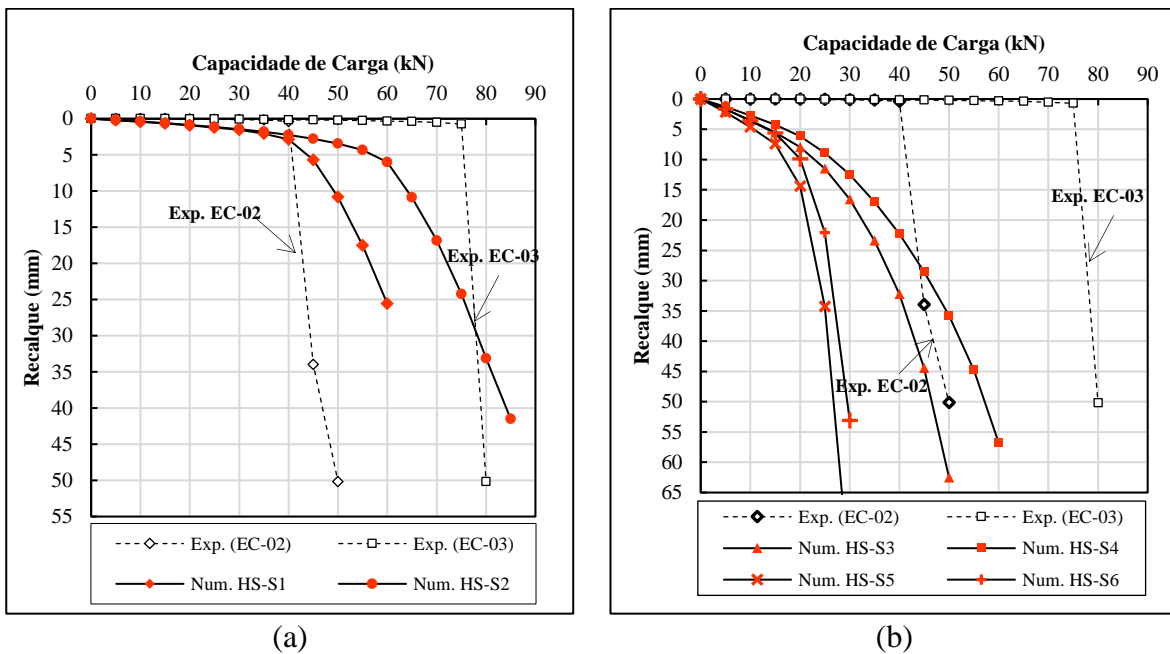 Capacidade de Carga (kN)
0 10 20 30 40 50 60 70 80 90
0
5
10
15
20
25
30
35
40
45
50
55
Recalque (mm)
Exp. EC-02
Exp. EC-03
Exp. (EC-02) Exp. (EC-03)
Num. HS-S1 Num. HS-S2
(a)
Capacidade de Carga (kN)
0 10 20 30 40 50 60 70 80 90
0
5
10
15
20
25
30
35
40
45
50
55
60
65
Recalque (mm)
Exp. EC-03
Exp. EC-02
Exp. (EC-02) Exp. (EC-03)
Num. HS-S3 Num. HS-S4
Num. HS-S5 Num. HS-S6
(b)